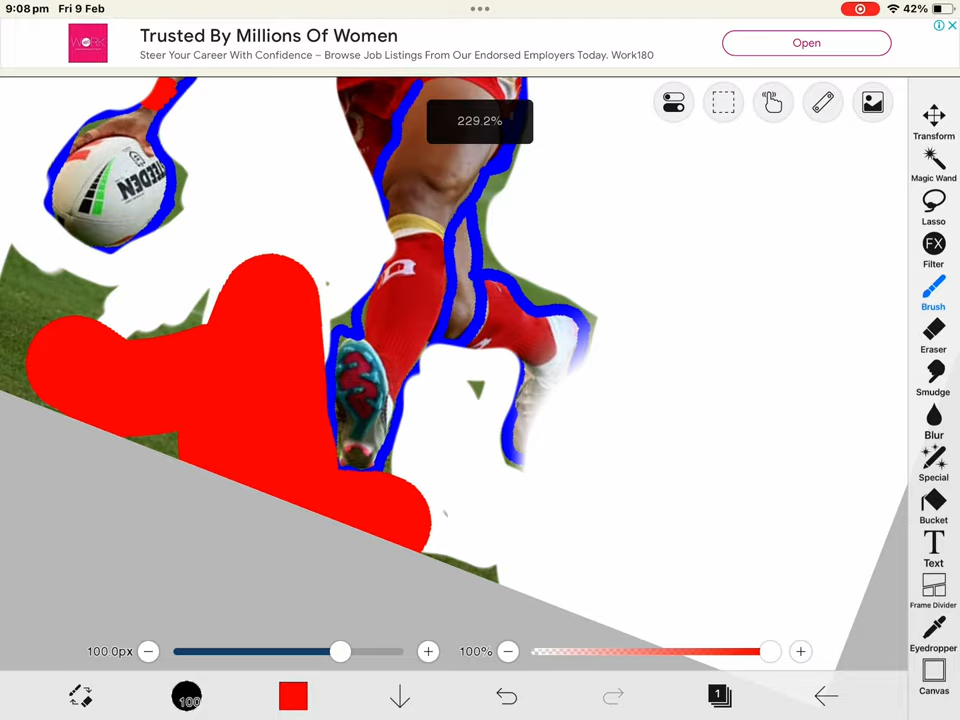 9:08pm Fri 9 Feb
42%
WORK
Trusted By Millions Of Women
Steer Your Career With Confidence – Browse Job Listings From Our Endorsed Employers Today. Work180
Open
229.2%
STEEDEN
Transform
Magic Wand
Lasso
FX
Filter
Brush
Eraser
Smudge
Blur
Special
Bucket
T
Text
Frame Divider
Eyedropper
Canvas
100.0px
100%
100
1